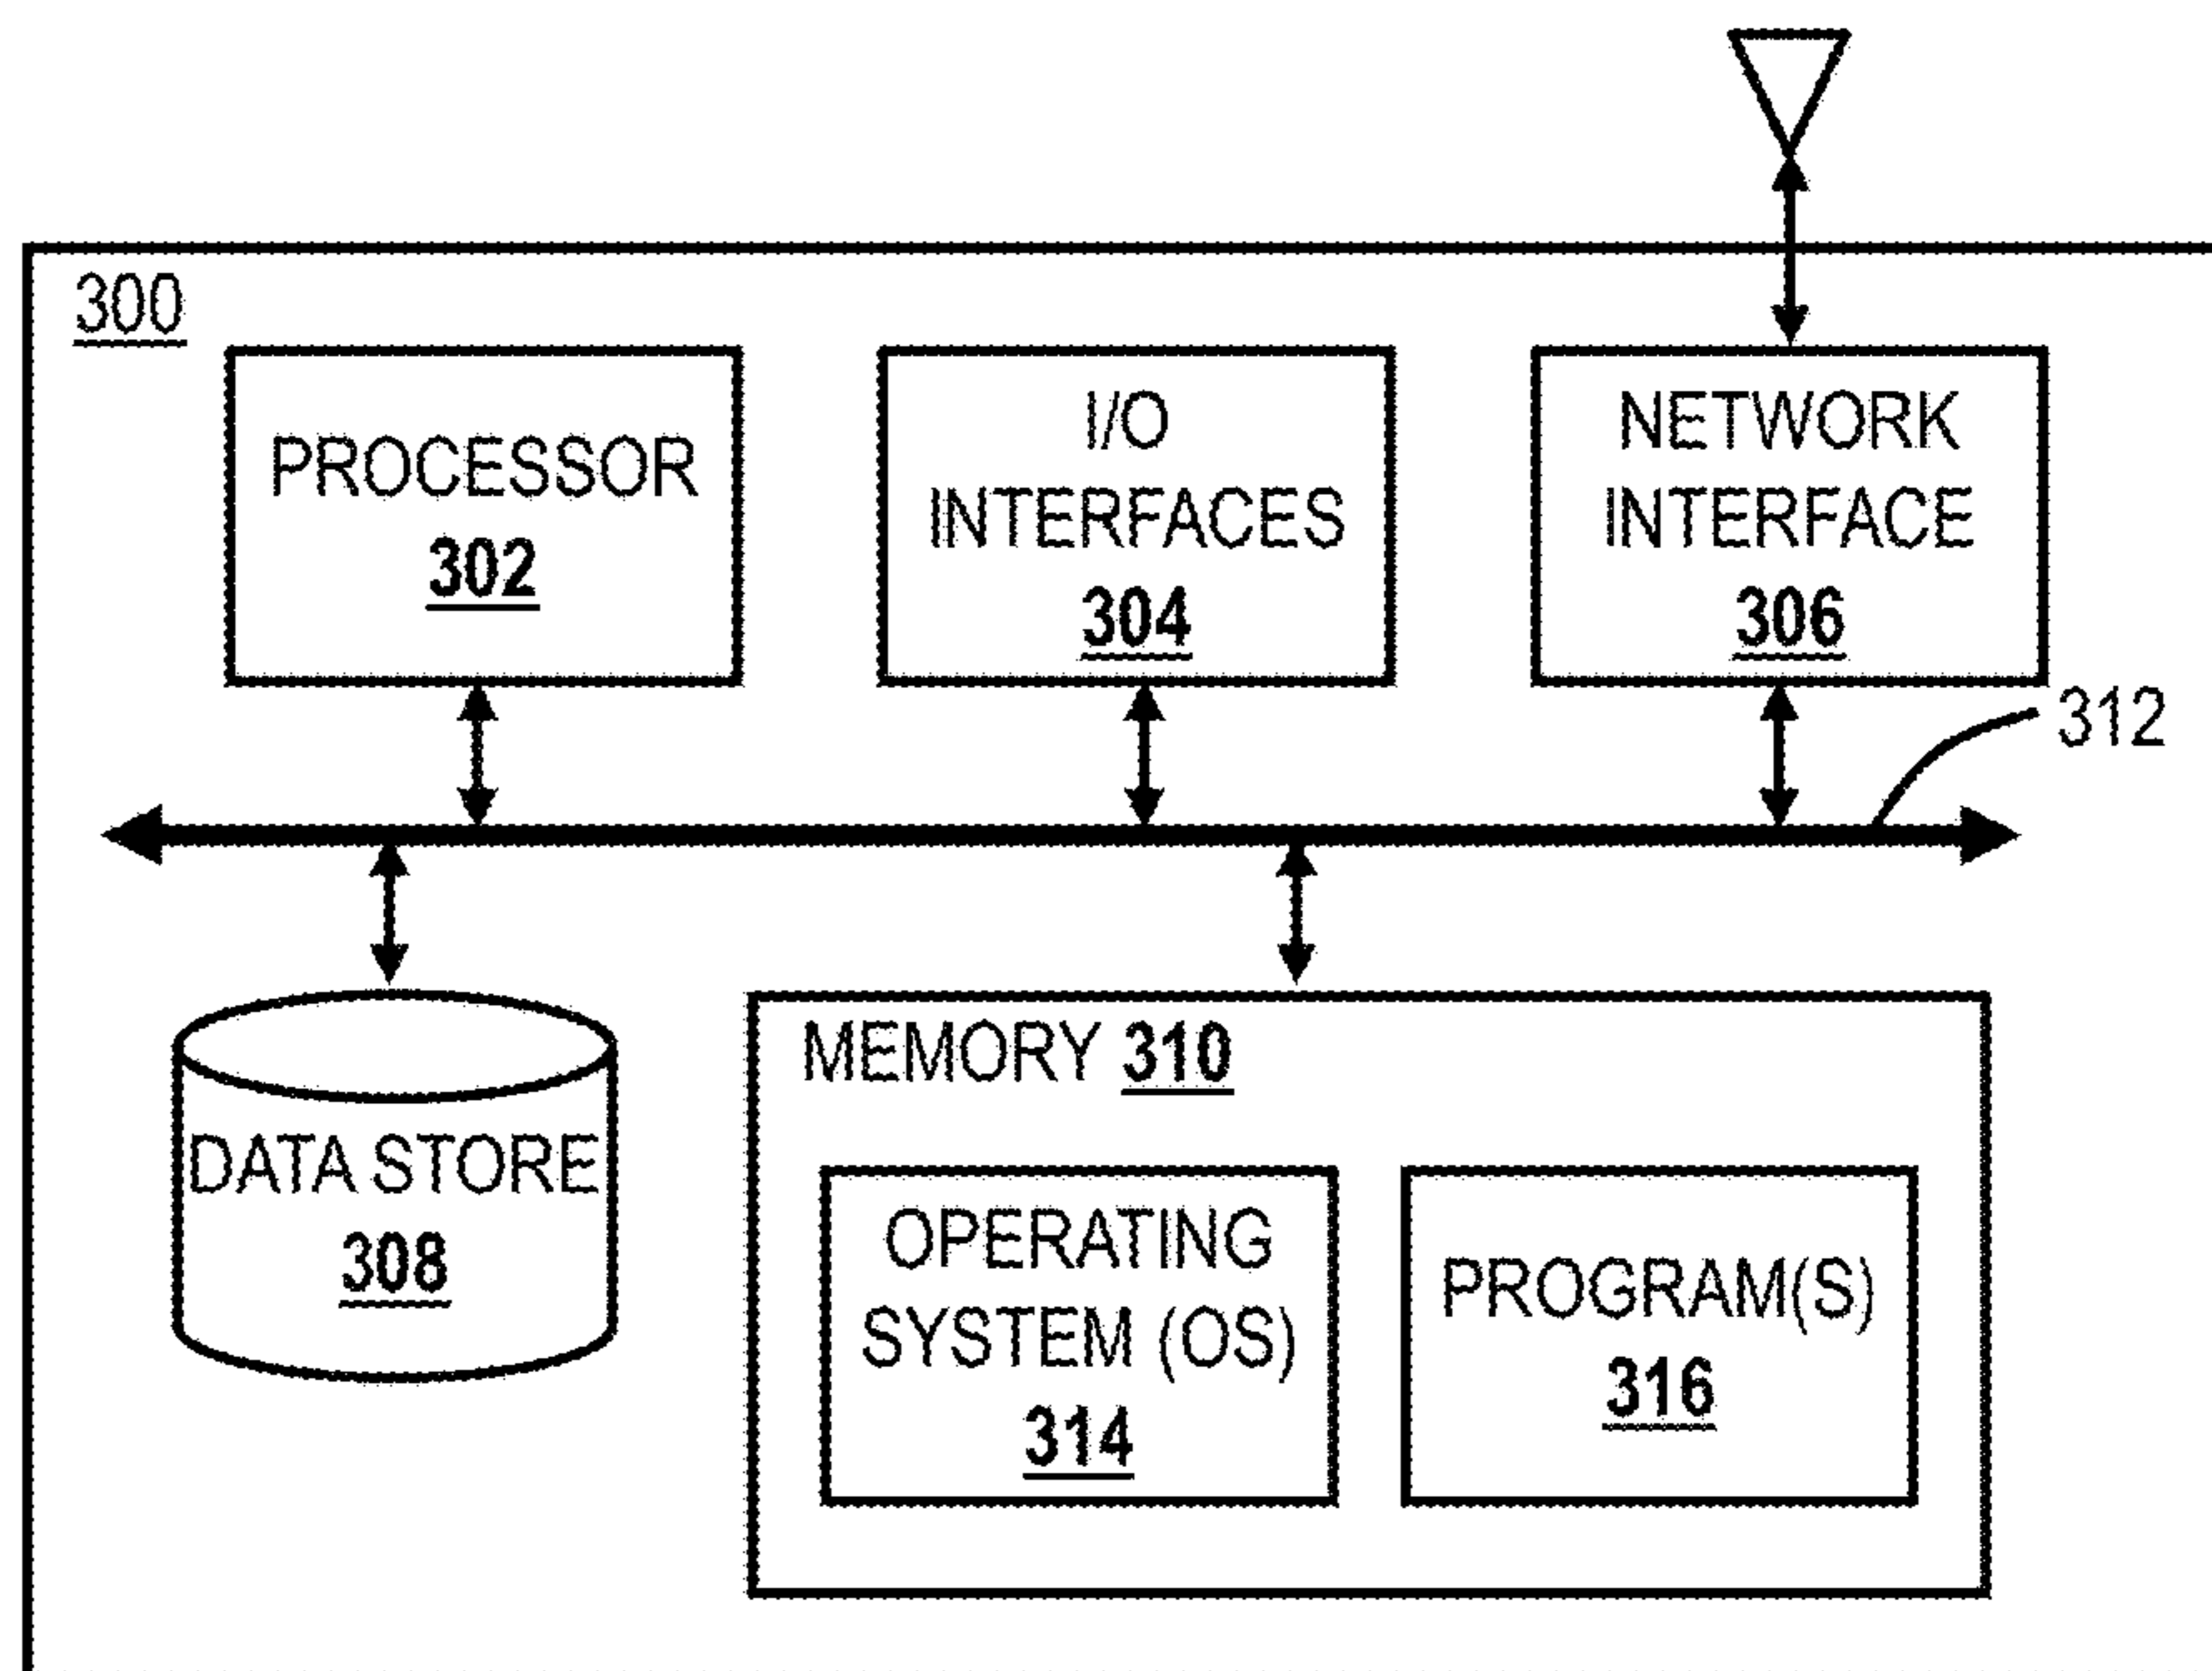 300
PROCESSOR
302
I/O
INTERFACES
304
NETWORK
INTERFACE
306
312
DATA STORE
308
MEMORY 310
OPERATING
SYSTEM (OS)
314
PROGRAM(S)
316